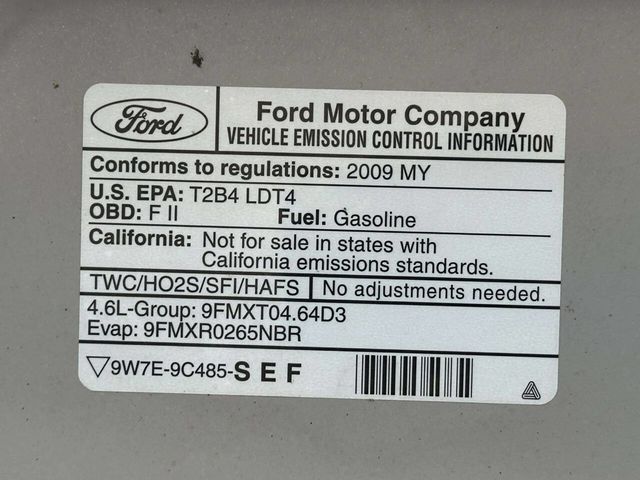 Ford
Ford Motor Company
VEHICLE EMISSION CONTROL INFORMATION
Conforms to regulations: 2009 MY
U.S. EPA: T2B4 LDT4
OBD: F II Fuel: Gasoline
California: Not for sale in states with
California emissions standards.
TWC/HO2S/SFI/HAFS No adjustments needed.
4.6L-Group: 9FMXT04.64D3
Evap: 9FMXR0265NBR
9W7E-9C485-SEF